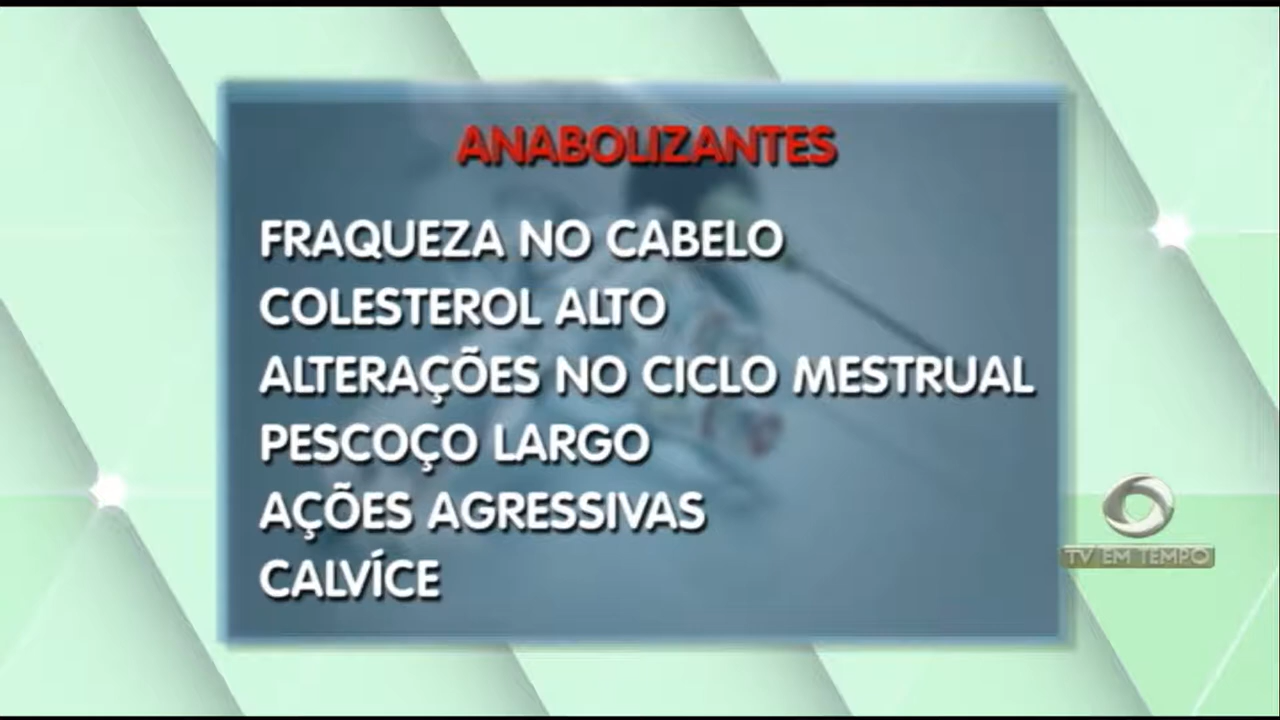 ANABOLIZANTES
FRAQUEZA NO CABELO
COLESTEROL ALTO
ALTERAÇÕES NO CICLO MESTRUAL
PESCOÇO LARGO
AÇÕES AGRESSIVAS
CALVÍCE
TV EM TEMPO